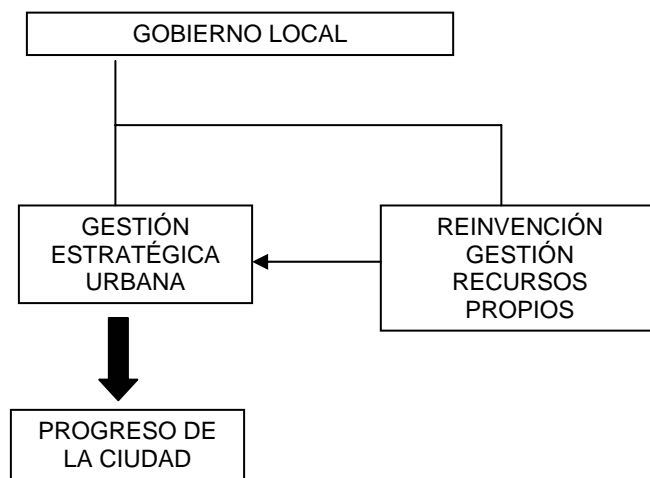 GOBIERNO LOCAL
GESTIÓN
ESTRATÉGICA
URBANA
REINVENCIÓN
GESTIÓN
RECURSOS
PROPIOS
PROGRESO DE
LA CIUDAD